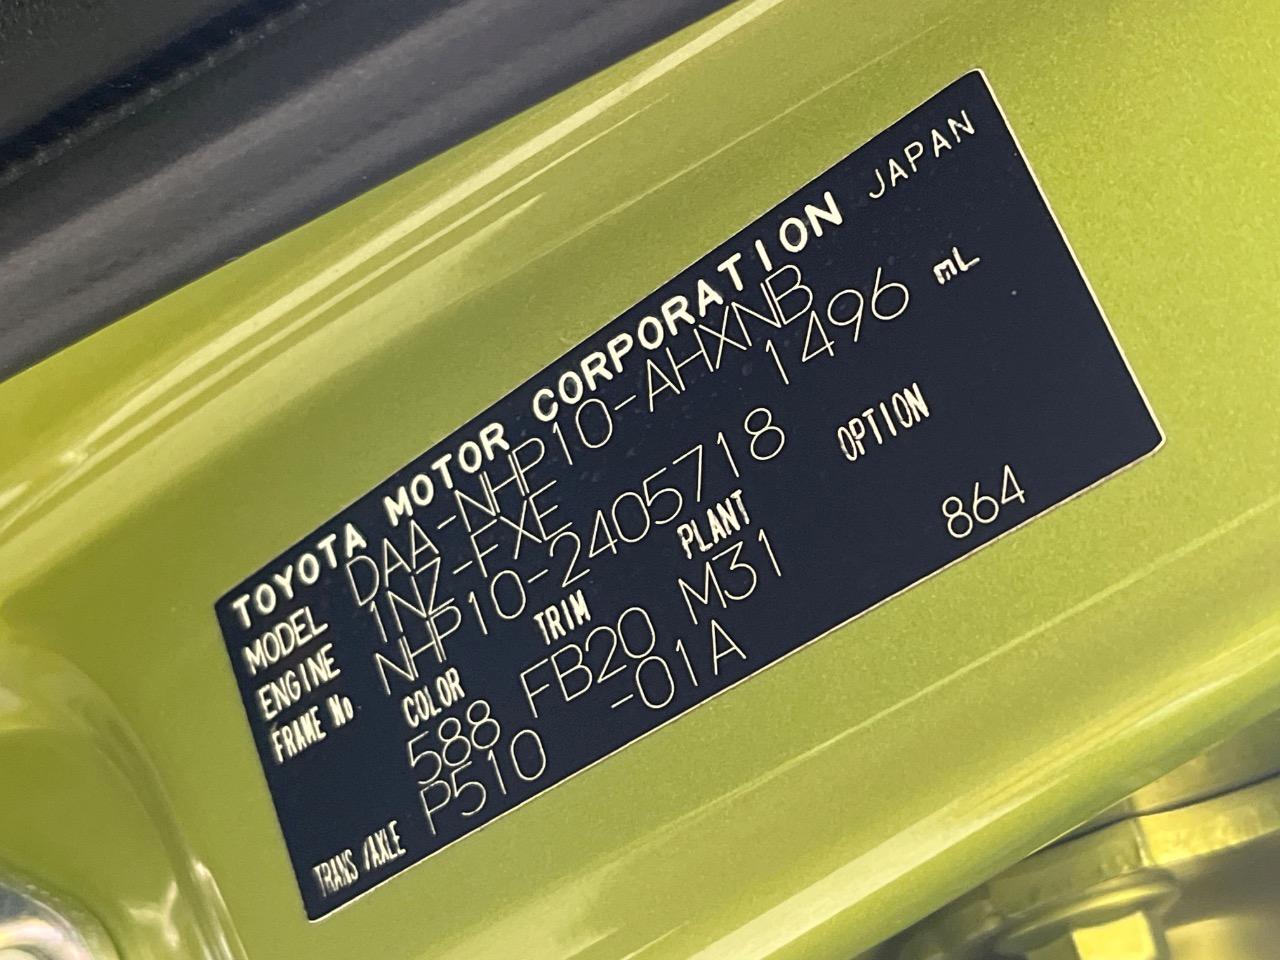 TOYOTA MOTOR CORPORATION JAPAN
MODEL DAA-NHP10-AHXNB
ENGINE 1NZ-FXE 1496 mL
FRAME No NHP10-2405718
COLOR TRIM PLANT OPTION
588 FB20 M31 864
TRANS/AXLE P510 -01A